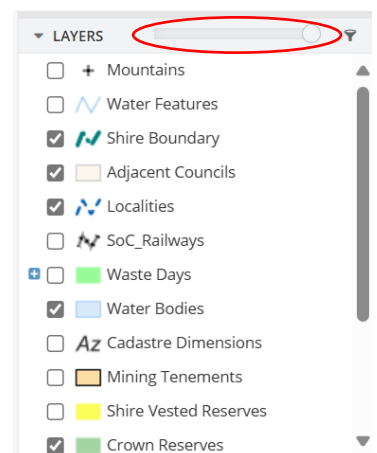 LAYERS
Mountains
Water Features
Shire Boundary
Adjacent Councils
Localities
SoC_Railways
Waste Days
Water Bodies
Az Cadastre Dimensions
Mining Tenements
Shire Vested Reserves
Crown Reserves